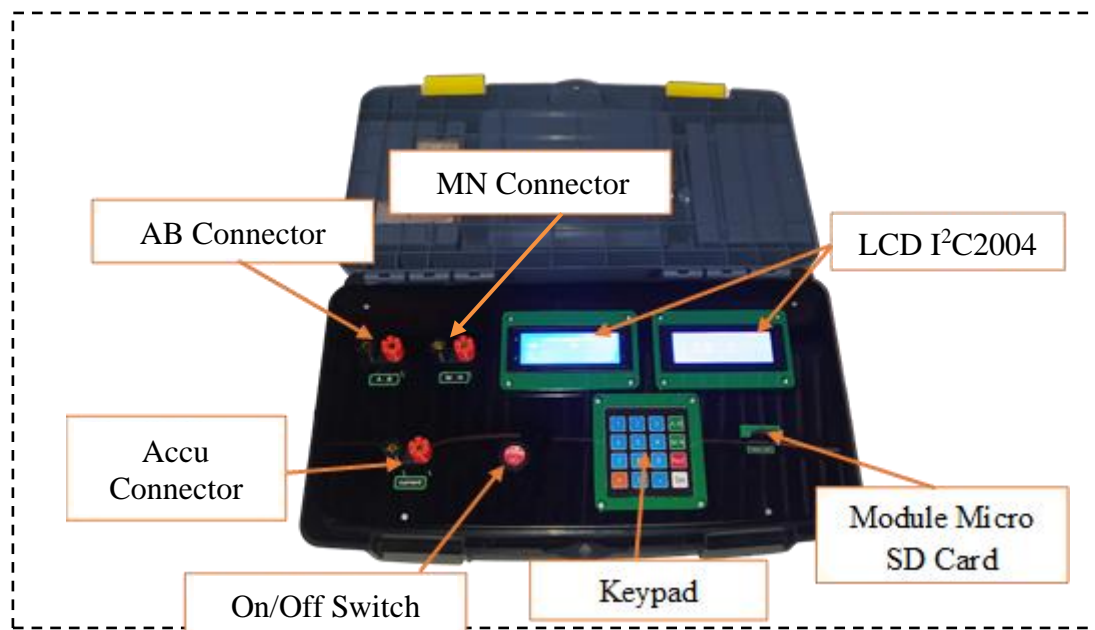 MN Connector
AB Connector
LCD I²C2004
Accu
Connector
Module Micro
SD Card
Keypad
On/Off Switch